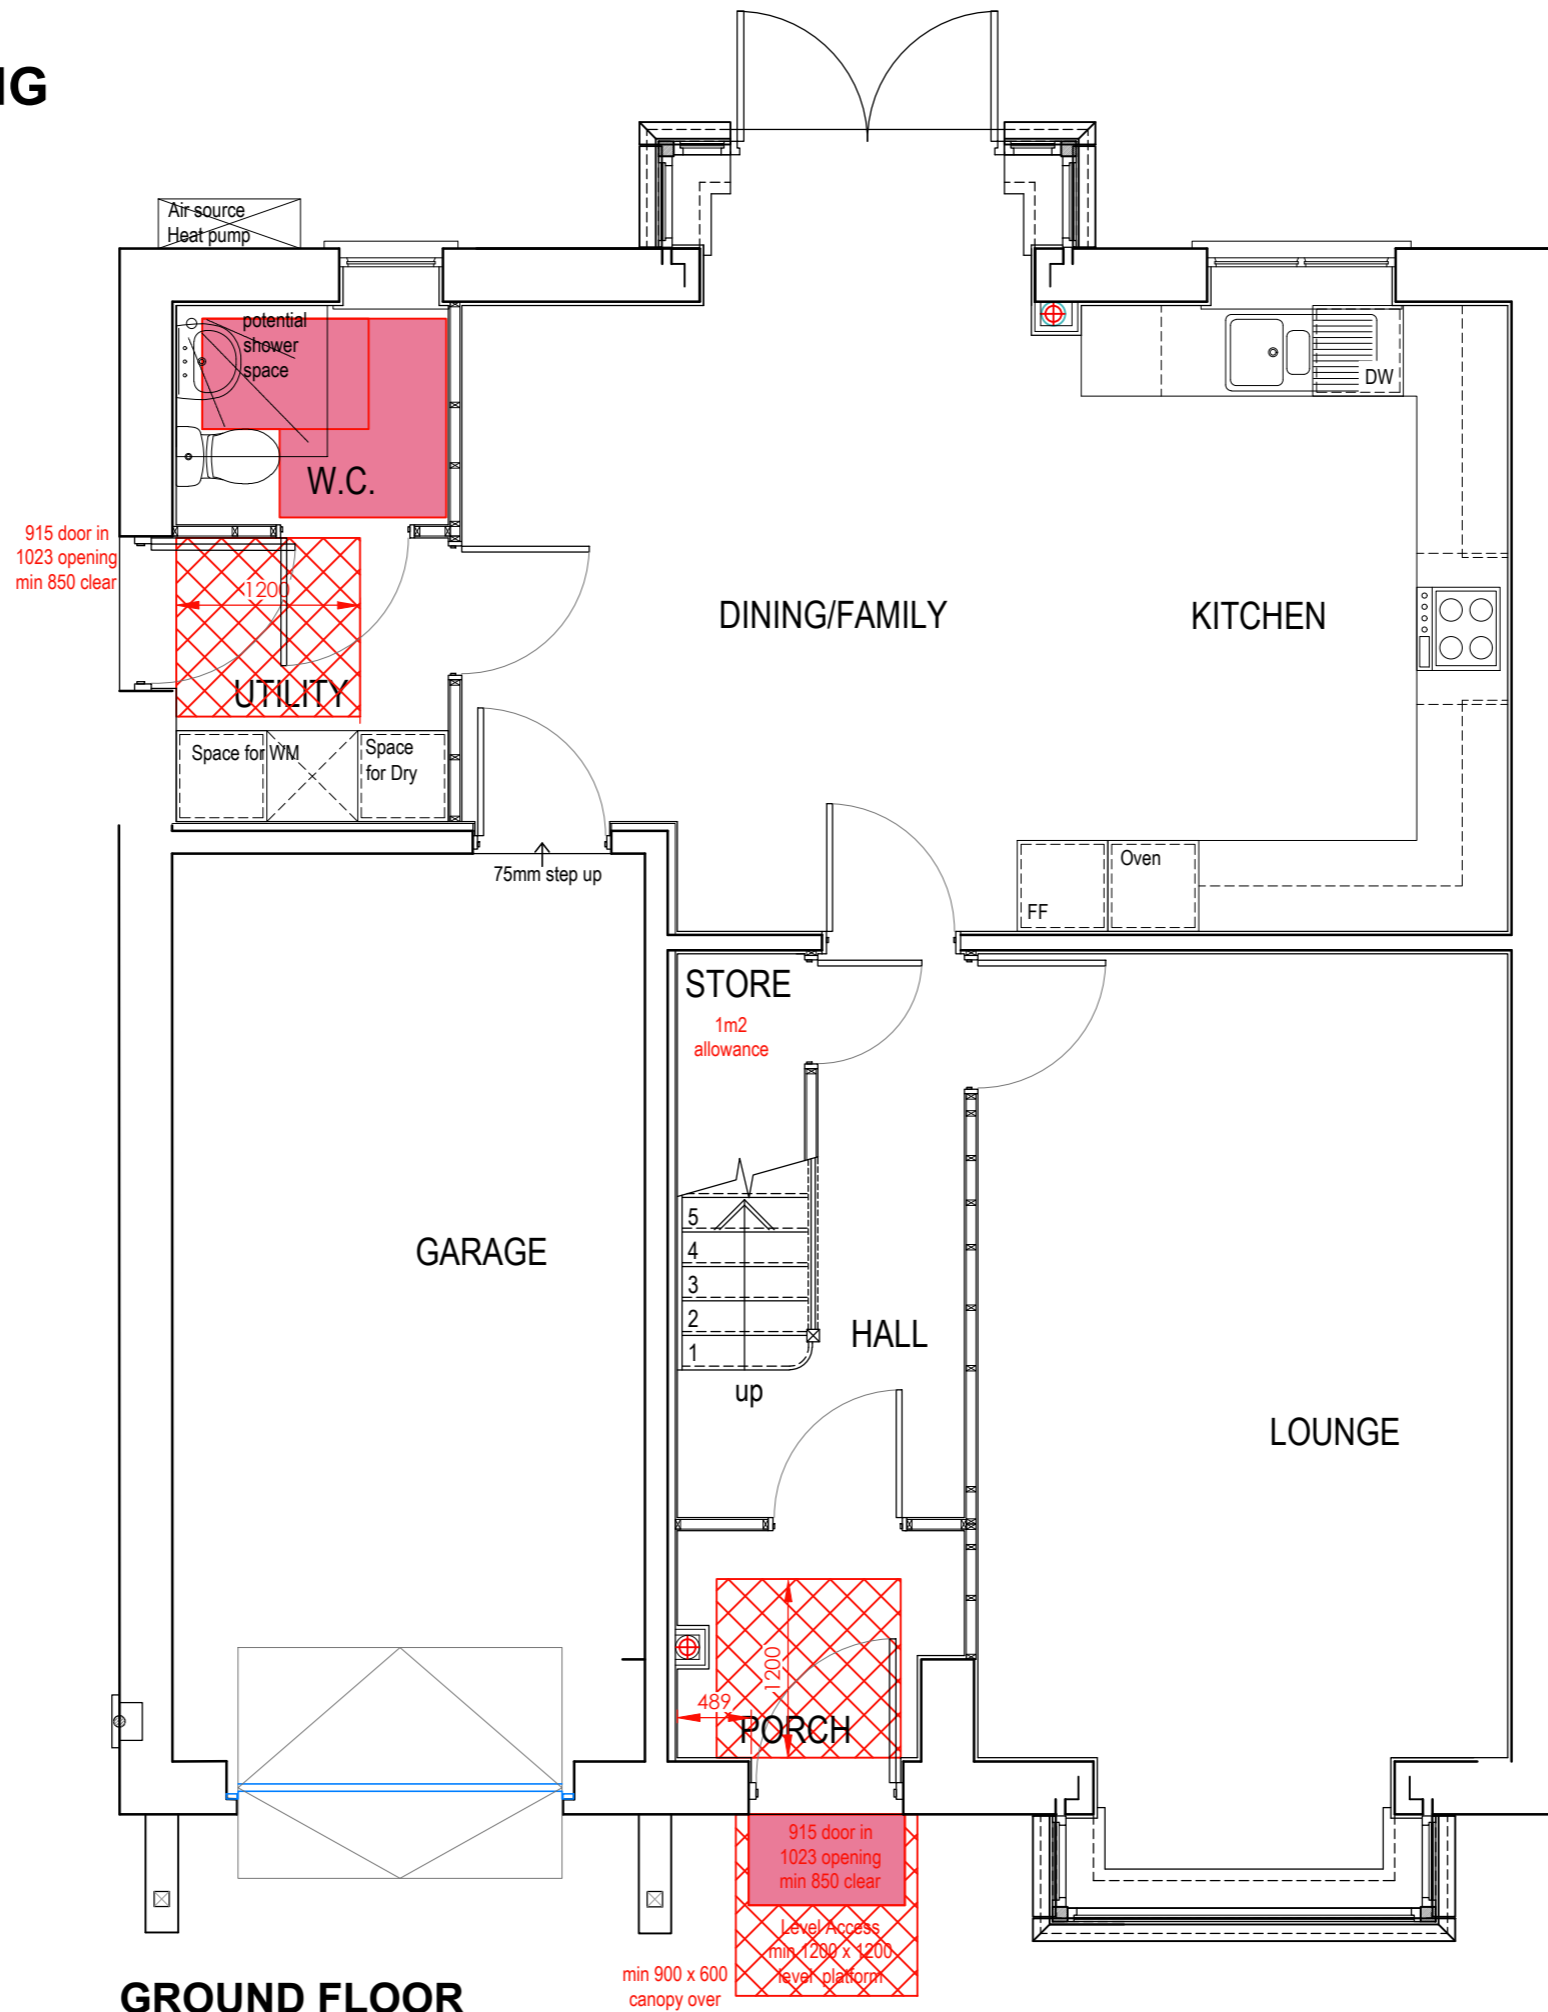 IG
Air source
Heat pump
potential
shower
space
W.C.
DW
915 door in
1023 opening
min 850 clear
1200
UTILITY
DINING/FAMILY
KITCHEN
Space for WM
Space
for Dry
75mm step up
Oven
FF
STORE
1m2
allowance
5
4
3
2
1
up
GARAGE
HALL
LOUNGE
1200
489
PORCH
915 door in
1023 opening
min 850 clear
Level Access
min 1200 x 1200
level platform
min 900 x 600
canopy over
GROUND FLOOR